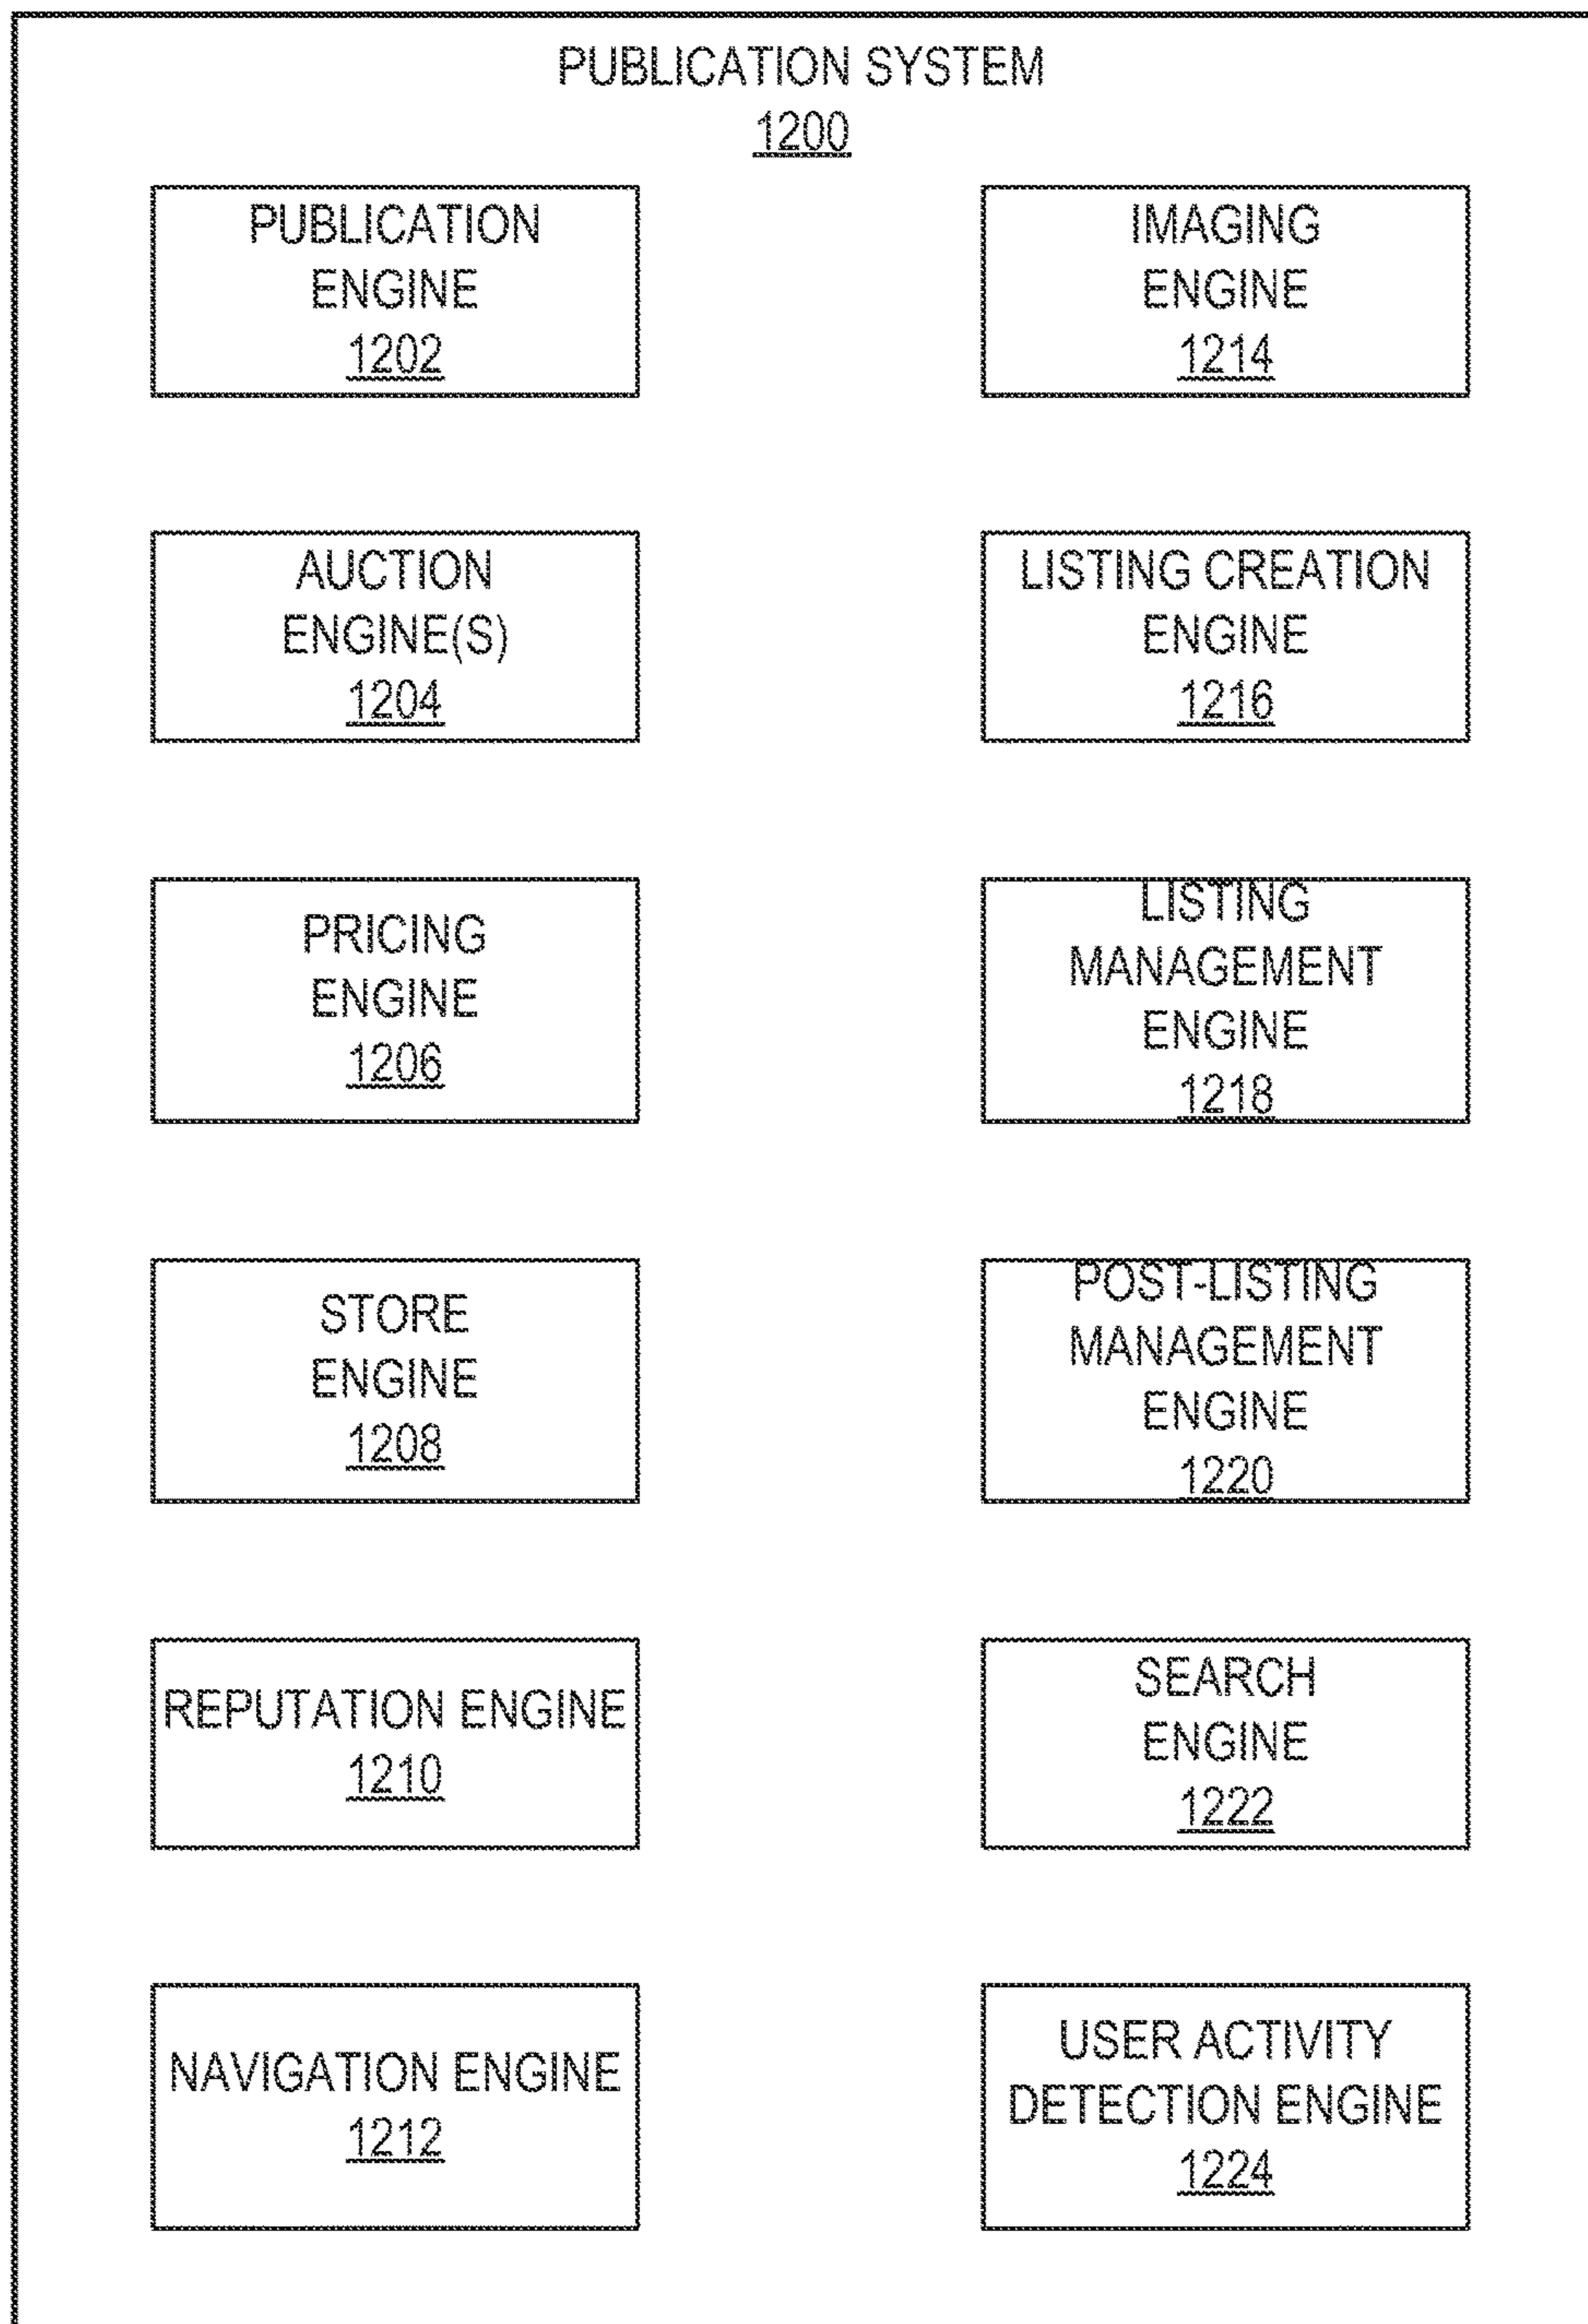 PUBLICATION SYSTEM
1200
PUBLICATION
ENGINE
1202
IMAGING
ENGINE
1214
AUCTION
ENGINE(S)
1204
LISTING CREATION
ENGINE
1216
PRICING
ENGINE
1206
LISTING
MANAGEMENT
ENGINE
1218
STORE
ENGINE
1208
POST-LISTING
MANAGEMENT
ENGINE
1220
REPUTATION ENGINE
1210
SEARCH
ENGINE
1222
NAVIGATION ENGINE
1212
USER ACTIVITY
DETECTION ENGINE
1224